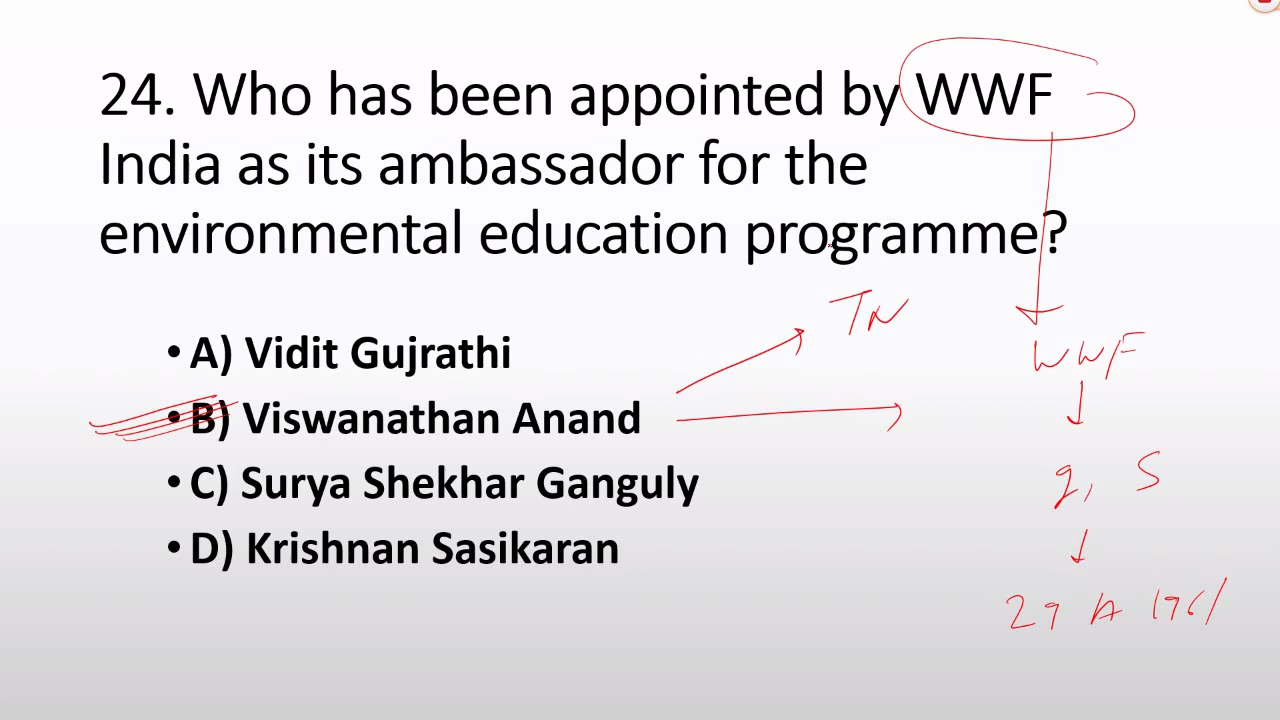 24. Who has been appointed by WWF
India as its ambassador for the
environmental education programme?
TN
WWF
• A) Vidit Gujrathi
• B) Viswanathan Anand
• C) Surya Shekhar Ganguly
• D) Krishnan Sasikaran
S
29 A 1961